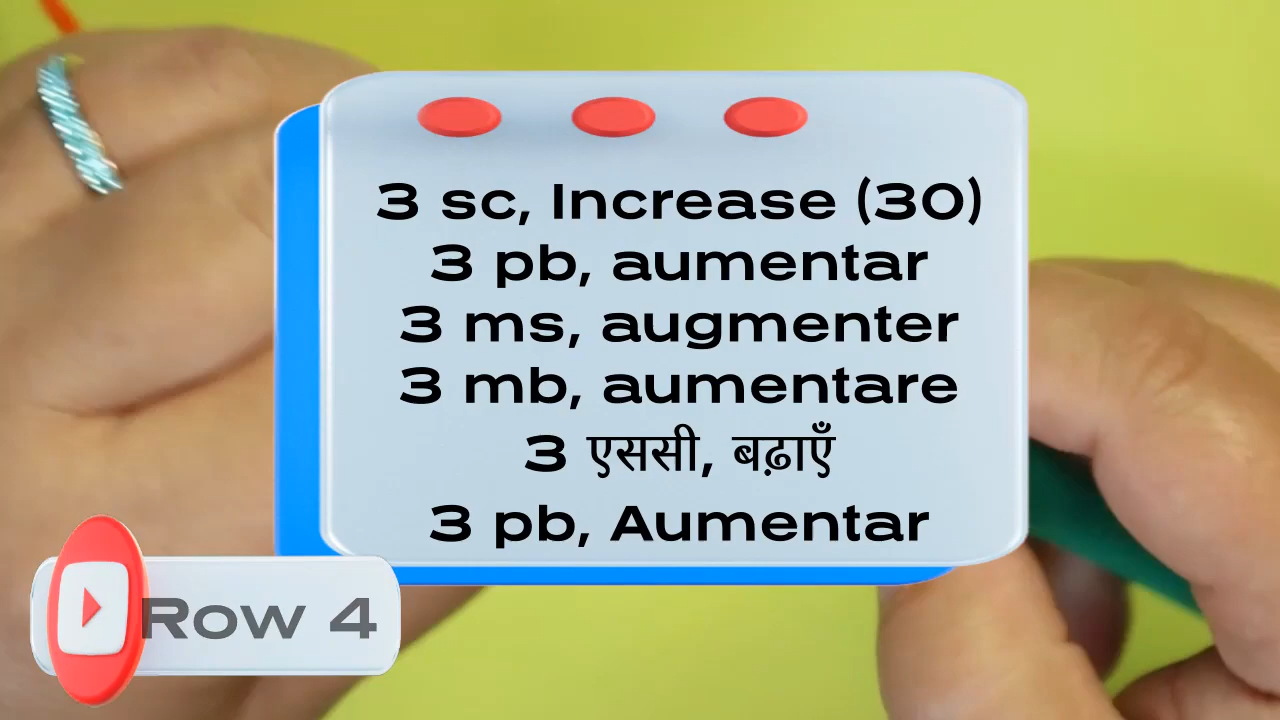 3 sc, Increase (30)
3 pb, aumentar
3 ms, augmenter
3 mb, aumentare
3 एससी, बढ़ाएँ
3 pb, Aumentar
Row 4